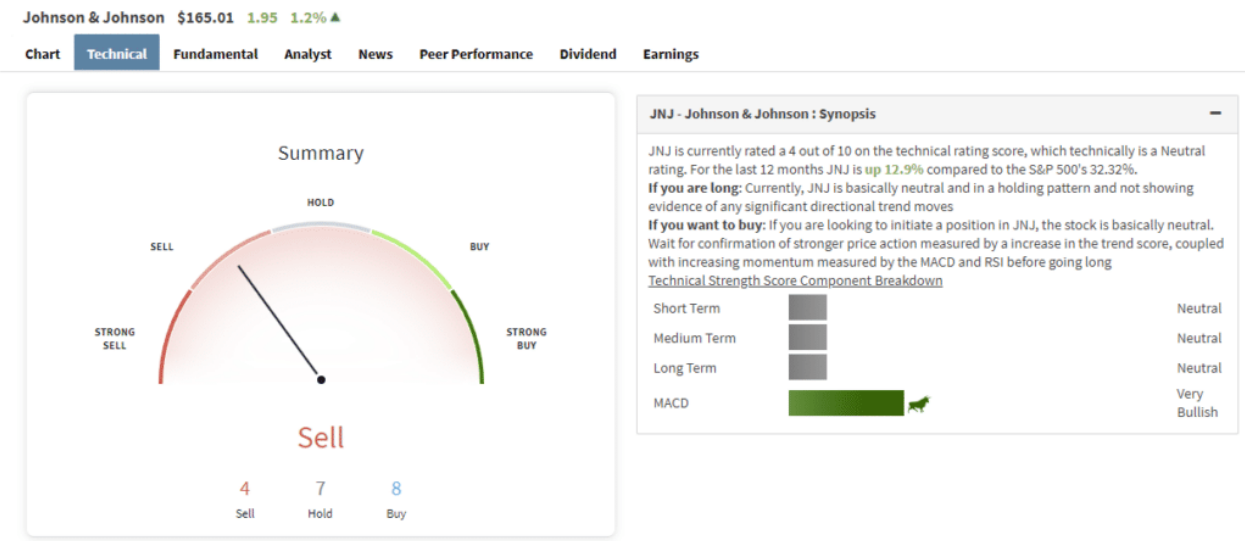 Johnson & Johnson $165.01 1.95 1.2%
Chart Technical Fundamental Analyst News Peer Performance Dividend Earnings
Summary
HOLD
SELL
BUY
STRONG
SELL
STRONG
BUY
Sell
4 7 8
Sell Hold Buy
JNJ - Johnson & Johnson : Synopsis
JNJ is currently rated a 4 out of 10 on the technical rating score, which technically is a Neutral
rating. For the last 12 months JNJ is up 12.9% compared to the S&P 500's 32.32%.
If you are long: Currently, JNJ is basically neutral and in a holding pattern and not showing
evidence of any significant directional trend moves
If you want to buy: If you are looking to initiate a position in JNJ, the stock is basically neutral.
Wait for confirmation of stronger price action measured by a increase in the trend score, coupled
with increasing momentum measured by the MACD and RSI before going long
Technical Strength Score Component Breakdown
Short Term Neutral
Medium Term Neutral
Long Term Neutral
MACD Very
Bullish